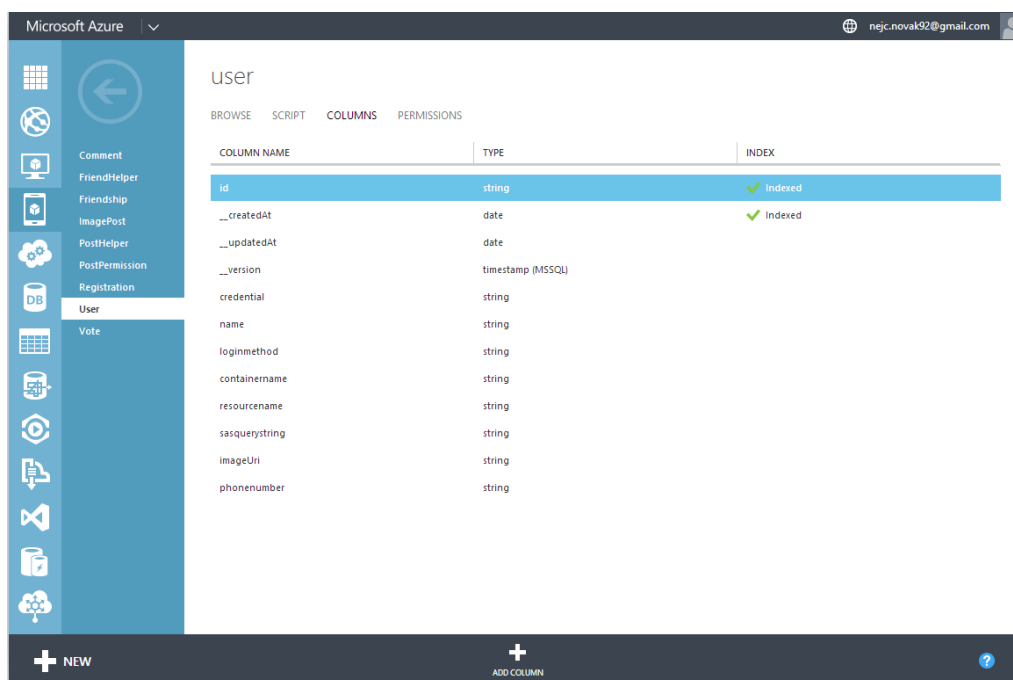 Microsoft Azure
nejc.novak92@gmail.com
DB
Comment
FriendHelper
Friendship
ImagePost
PostHelper
PostPermission
Registration
User
Vote
user
BROWSE SCRIPT COLUMNS PERMISSIONS
COLUMN NAME TYPE INDEX
id string Indexed
__createdAt date Indexed
__updatedAt date
__version timestamp (MSSQL)
credential string
name string
loginmethod string
containername string
resourcename string
sasquerystring string
imageUri string
phonenumber string
NEW
ADD COLUMN
?